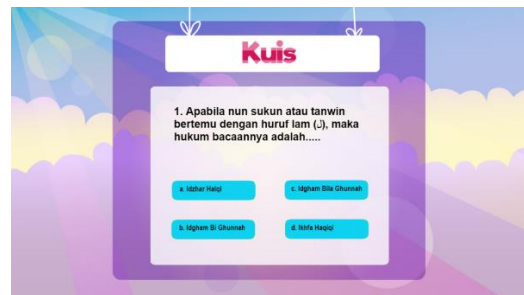 Kuis
1. Apabila nun sukun atau tanwin
bertemu dengan huruf lam (ل), maka
hukum bacaannya adalah.....
a. Idzhar Halqi
c. Idgham Bila Ghunnah
b. Idgham Bi Ghunnah
d. Ikhfa Haqiqi